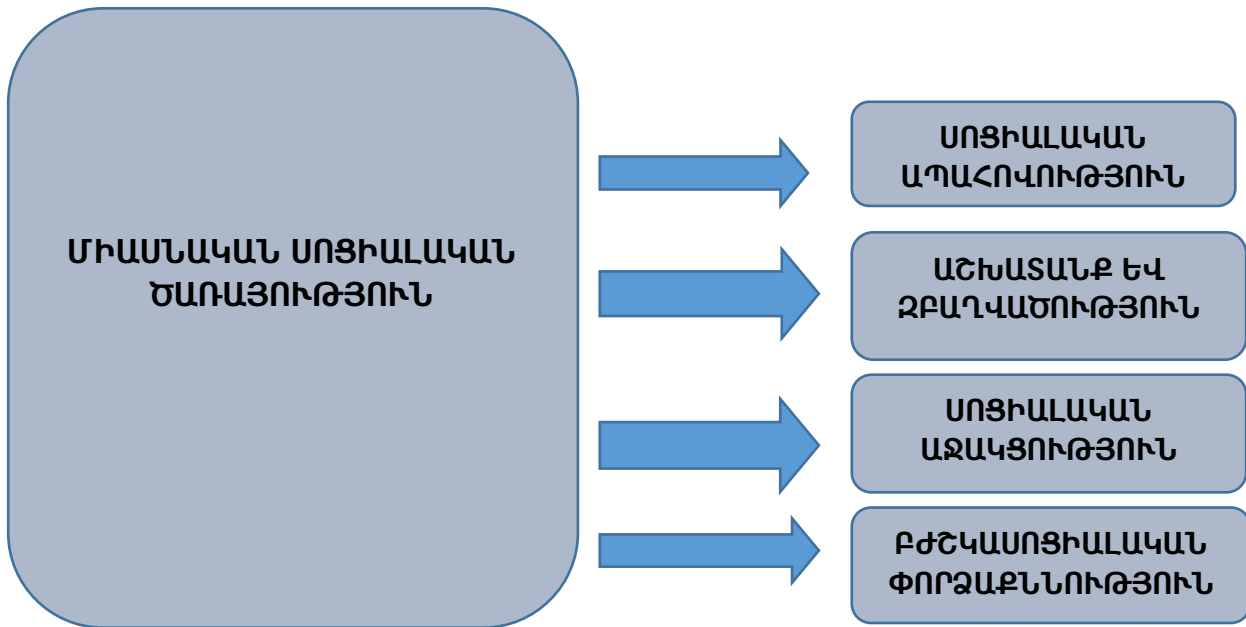 ՄԻԱՍՆԱԿԱՆ ՍՈՑԻԱԼԱԿԱՆ
ԾԱՌԱՅՈՒԹՅՈՒՆ
ՍՈՑԻԱԼԱԿԱՆ
ԱՊԱՀՈՎՈՒԹՅՈՒՆ
ԱՇԽԱՏԱՆՔ ԵՎ
ԶԲԱՂՎԱԾՈՒԹՅՈՒՆ
ՍՈՑԻԱԼԱԿԱՆ
ԱՋԱԿՑՈՒԹՅՈՒՆ
ԲԺՇԿԱՍՈՑԻԱԼԱԿԱՆ
ՓՈՐՁԱՔՆՆՈՒԹՅՈՒՆ